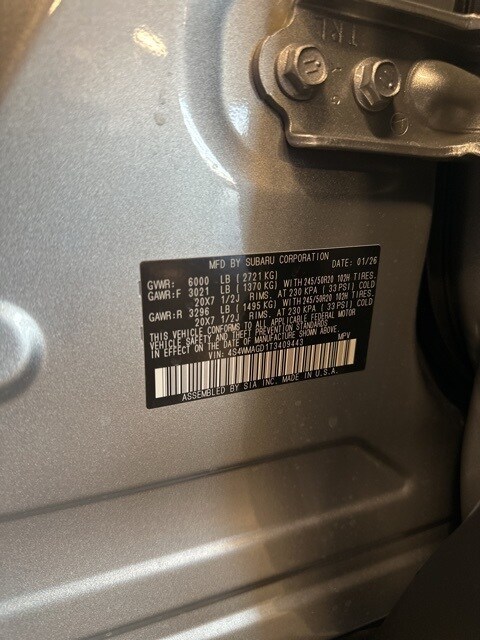 TRL
MFD BY SUBARU CORPORATION DATE: 01/26
GVWR: 6000 LB ( 2721 KG)
GAWR:F 3021 LB ( 1370 KG) WITH 245/50R20 102H TIRES.
20X7 1/2J RIMS. AT 230 KPA ( 33 PSI) COLD
GAWR:R 3296 LB ( 1495 KG) WITH 245/50R20 102H TIRES.
20X7 1/2J RIMS. AT 230 KPA ( 33 PSI) COLD
THIS VEHICLE CONFORMS TO ALL APPLICABLE FEDERAL MOTOR
VEHICLE SAFETY STANDARDS IN EFFECT ON THE
DATE OF MANUFACTURE SHOWN ABOVE.
VIN: 4S4WMAGD1T3409443 MPV
ASSEMBLED BY SIA INC. MADE IN U.S.A.